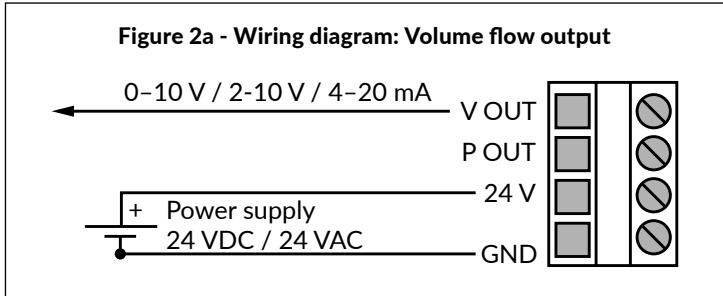 Figure 2a - Wiring diagram: Volume flow output
0–10 V / 2-10 V / 4–20 mA
V OUT
P OUT
24 V
+ Power supply
24 VDC / 24 VAC
GND